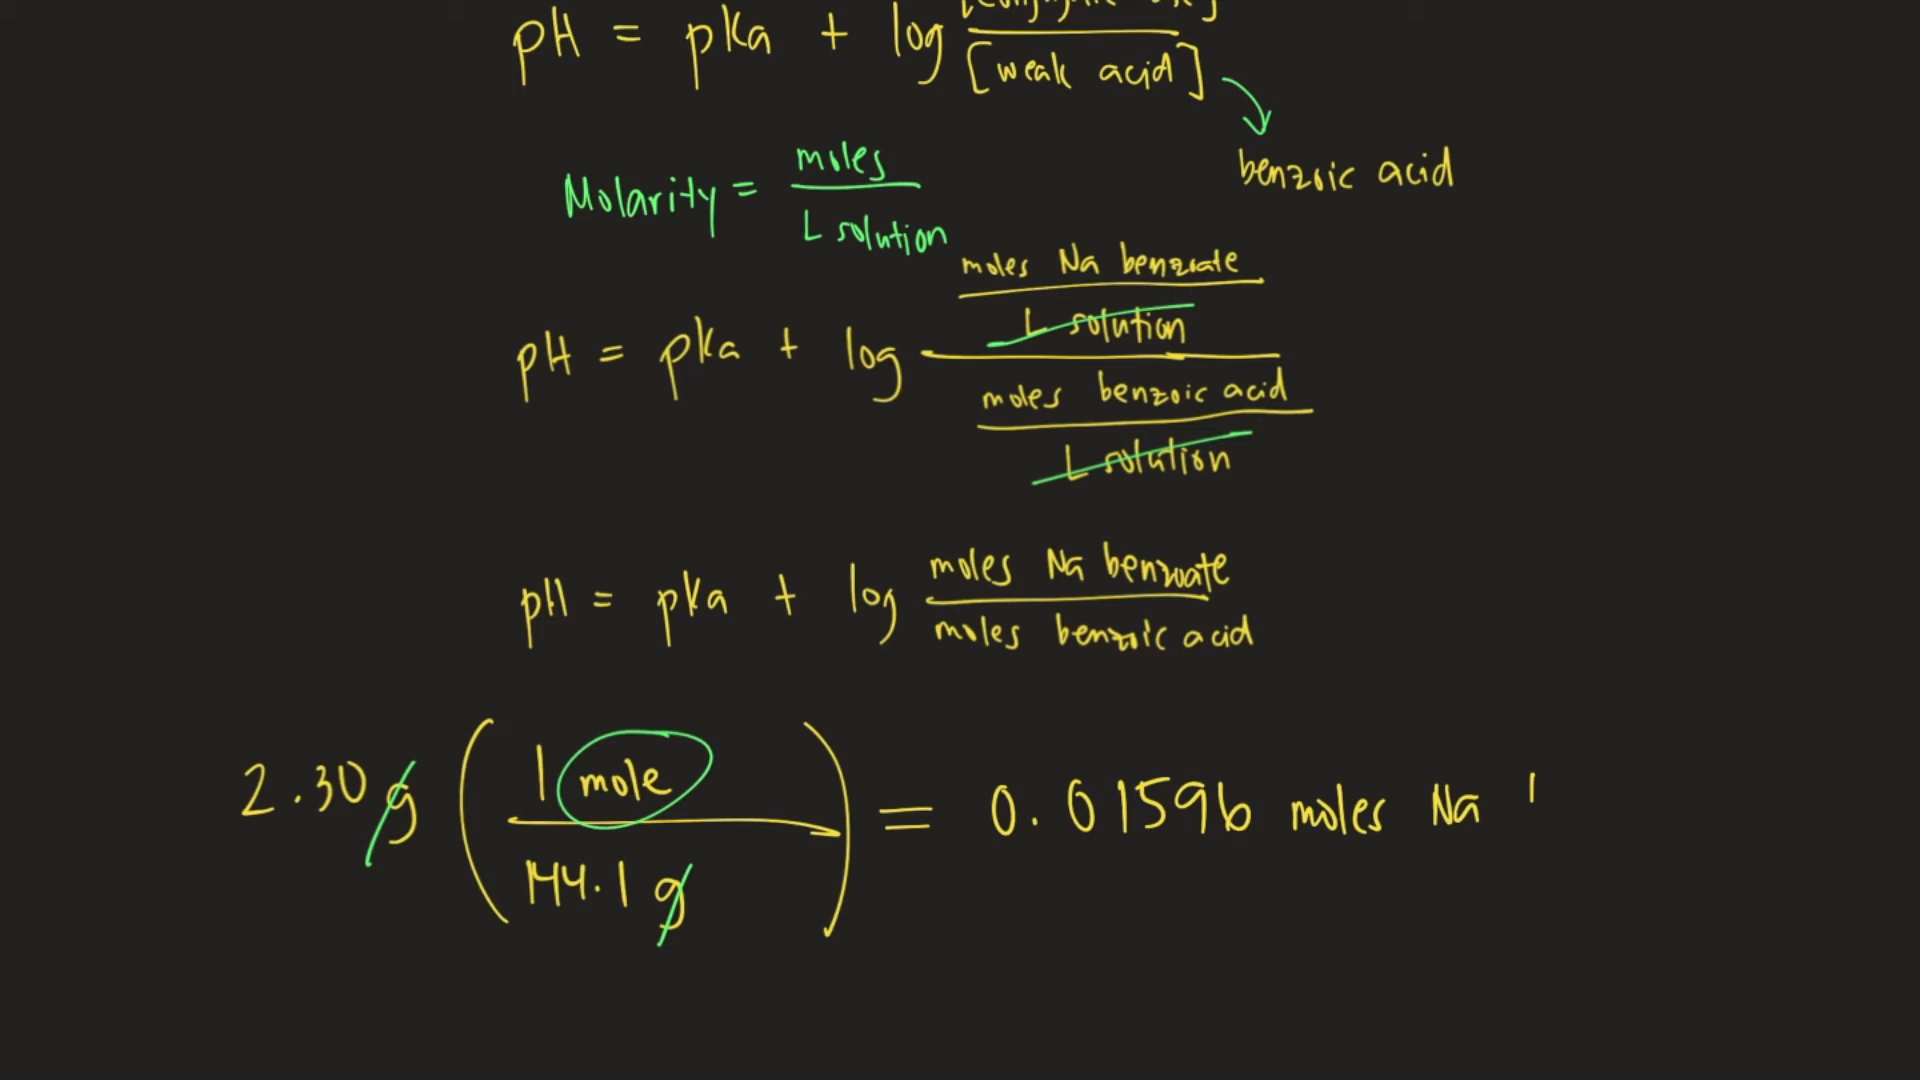 pH = pka + log
[weak acid]
benzoic acid
Molarity = moles
L solution
moles Na benzoate
L solution
pH = pka + log
moles benzoic acid
L solution
moles Na benzoate
pH = pka + log
moles benzoic acid
2.30 g ( 1 mole / 144.1 g ) = 0.01596 moles Na